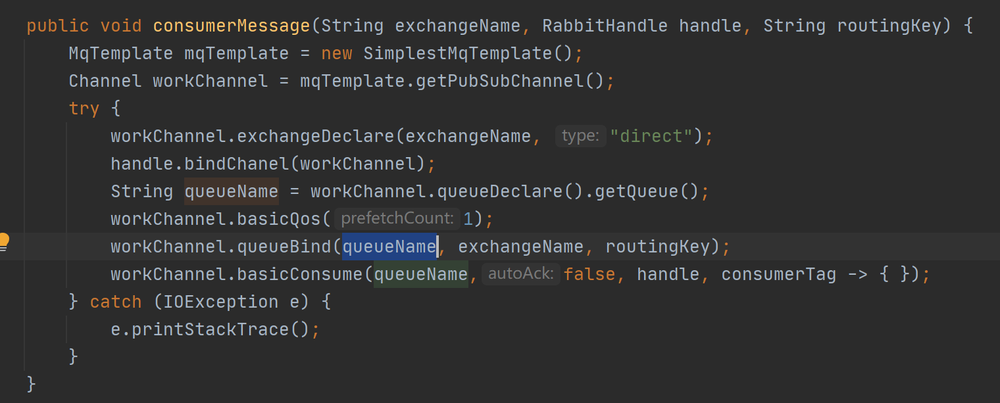 public void consumerMessage(String exchangeName, RabbitHandle handle, String routingKey) {
MqTemplate mqTemplate = new SimplestMqTemplate();
Channel workChannel = mqTemplate.getPubSubChannel();
try {
workChannel.exchangeDeclare(exchangeName, type: "direct");
handle.bindChanel(workChannel);
String queueName = workChannel.queueDeclare().getQueue();
workChannel.basicQos( prefetchCount: 1);
workChannel.queueBind(queueName, exchangeName, routingKey);
workChannel.basicConsume(queueName, autoAck: false, handle, consumerTag -> { });
} catch (IOException e) {
e.printStackTrace();
}
}